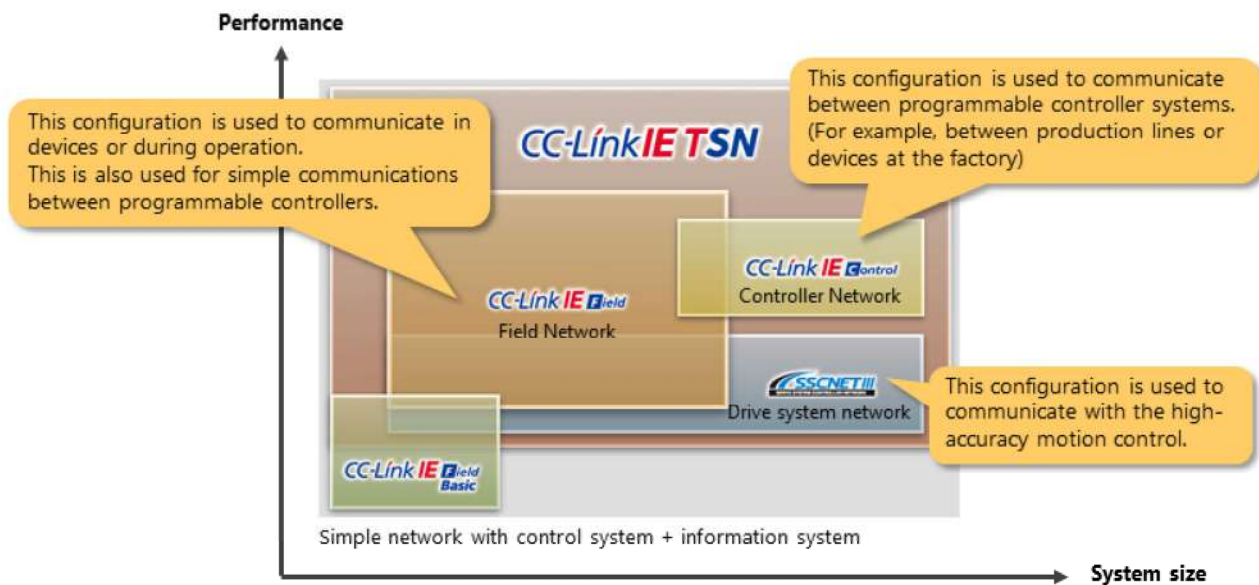 Performance
This configuration is used to communicate in
devices or during operation.
This is also used for simple communications
between programmable controllers.
This configuration is used to communicate
between programmable controller systems.
(For example, between production lines or
devices at the factory)
CC-Link IE TSN
CC-Link IE Control
Controller Network
CC-Link IE Field
Field Network
SSCNET III
Drive system network
This configuration is used to
communicate with the high-
accuracy motion control.
CC-Link IE Field
Basic
Simple network with control system + information system
System size